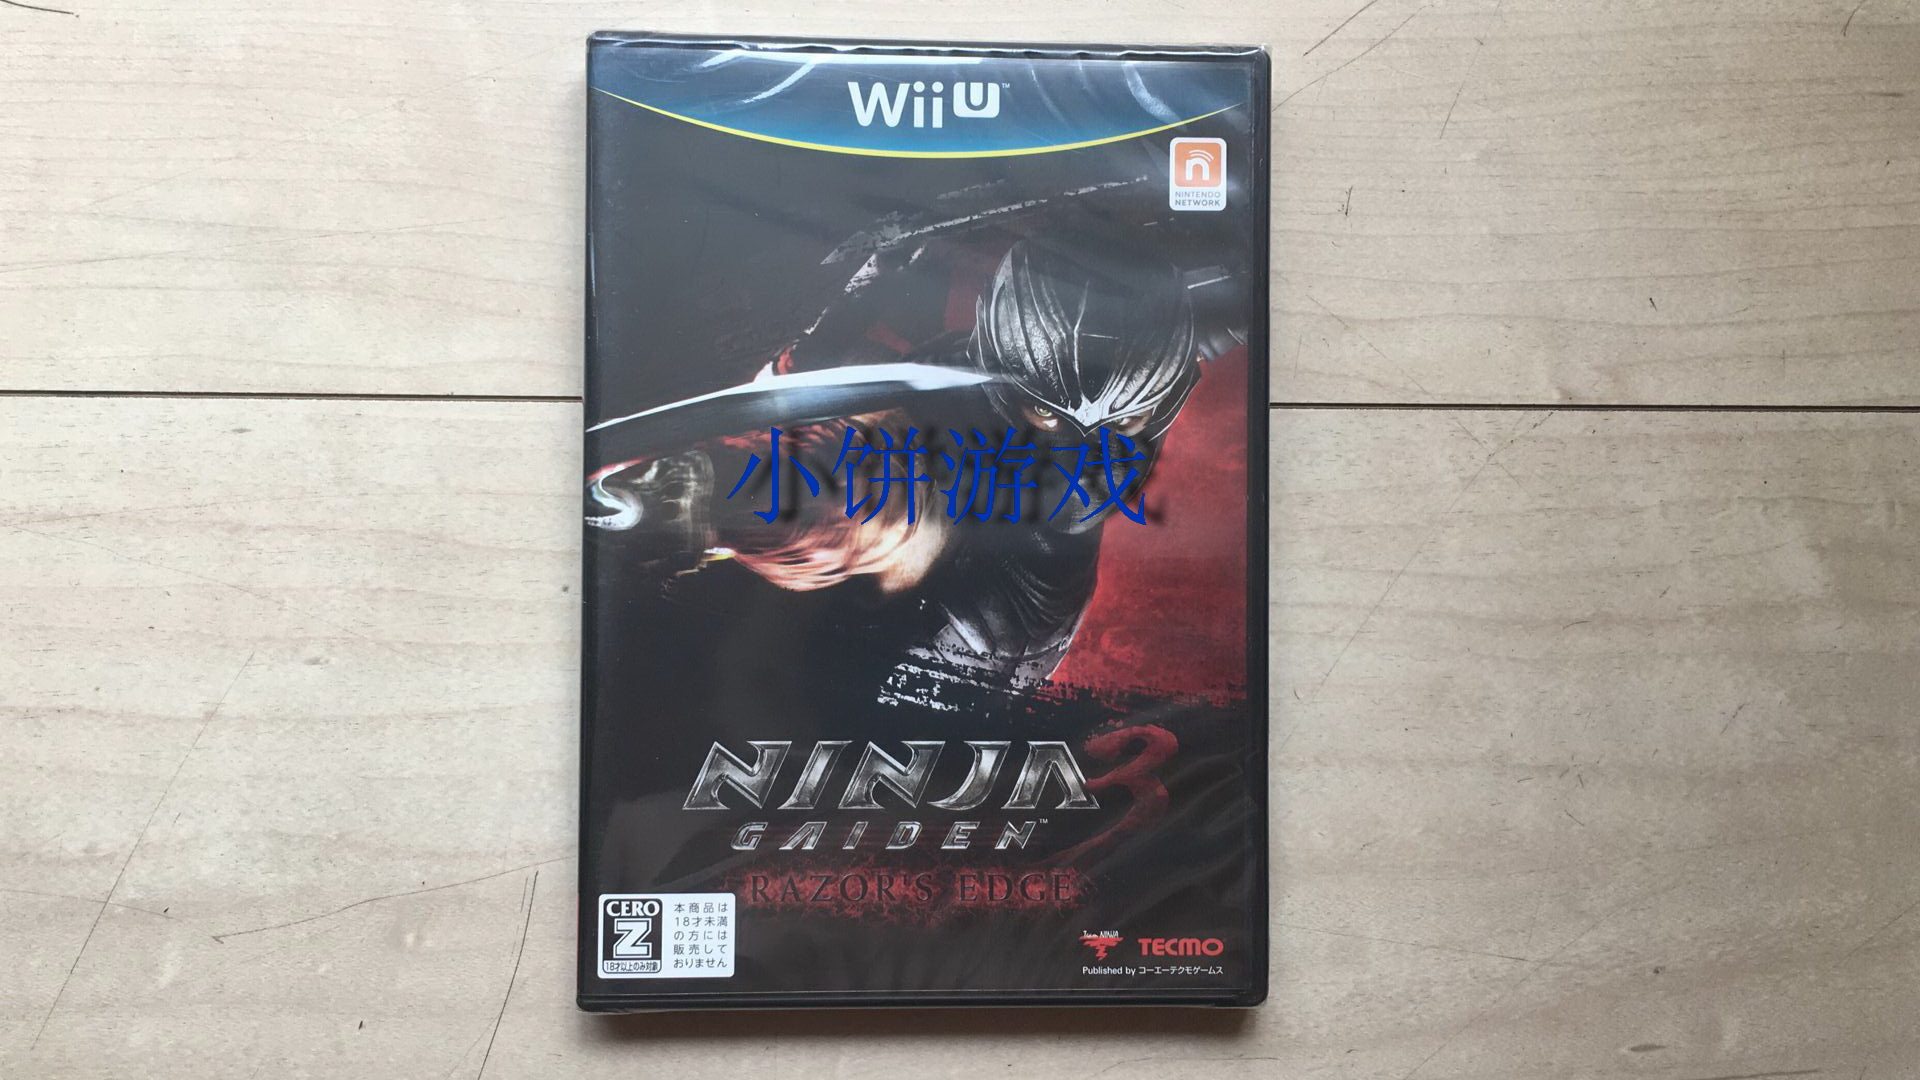 Wii U™
n
NINTENDO
NETWORK
小饼游戏
NINJA 3
GAIDEN™
RAZOR'S EDGE
CERO
Z
18才以上のみ対象
本商品は
18才未満
の方には
販売して
おりません
Team NINJA
TECMO
Published by コーエーテクモゲームス